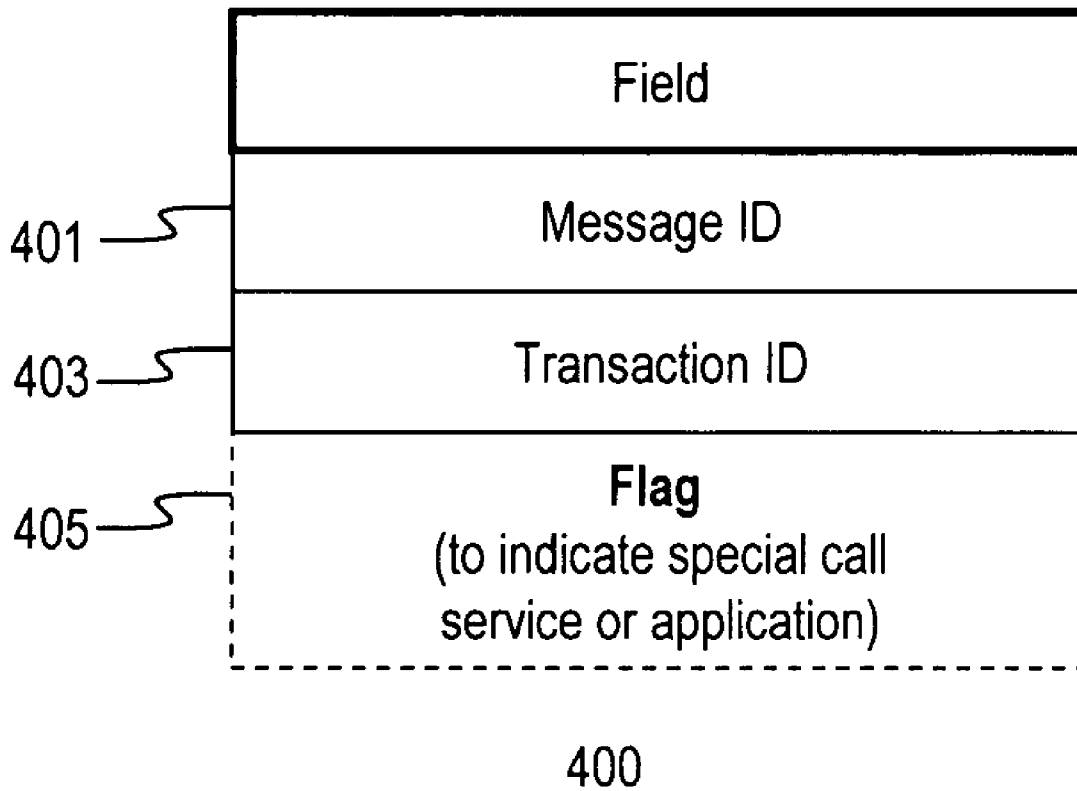 Field
401
Message ID
403
Transaction ID
405
Flag
(to indicate special call
service or application)
400